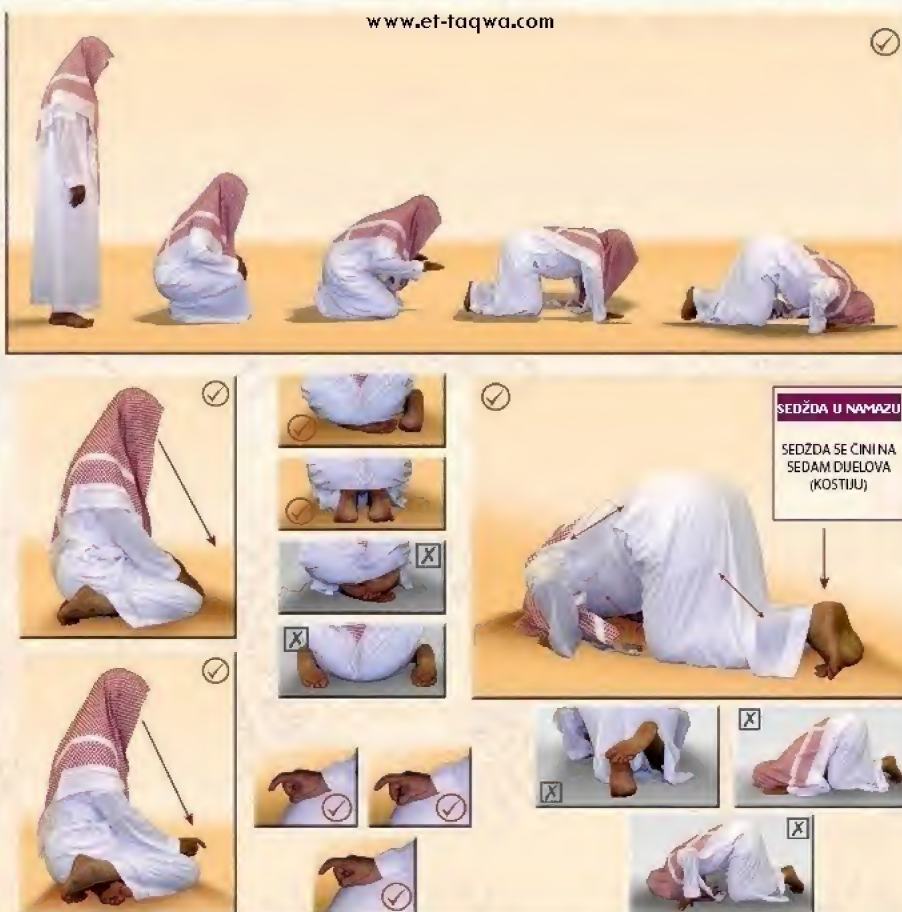 www.et-taqwa.com
SEDŽDA U NAMAZU
SEDŽDA SE ČINI NA
SEDAM DIJELOVA
(KOSTIJU)